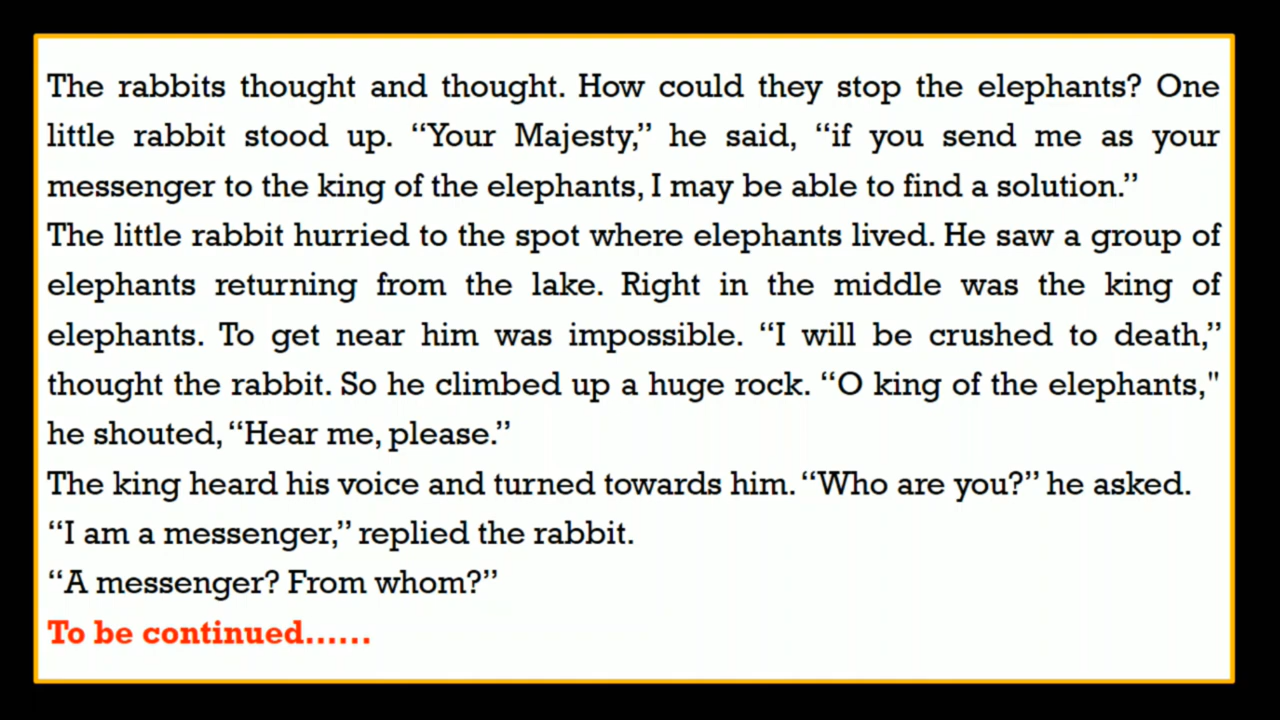 The rabbits thought and thought. How could they stop the elephants? One
little rabbit stood up. “Your Majesty,” he said, “if you send me as your
messenger to the king of the elephants, I may be able to find a solution.”
The little rabbit hurried to the spot where elephants lived. He saw a group of
elephants returning from the lake. Right in the middle was the king of
elephants. To get near him was impossible. “I will be crushed to death,”
thought the rabbit. So he climbed up a huge rock. “O king of the elephants,"
he shouted, “Hear me, please.”
The king heard his voice and turned towards him. “Who are you?” he asked.
“I am a messenger,” replied the rabbit.
“A messenger? From whom?”
To be continued......